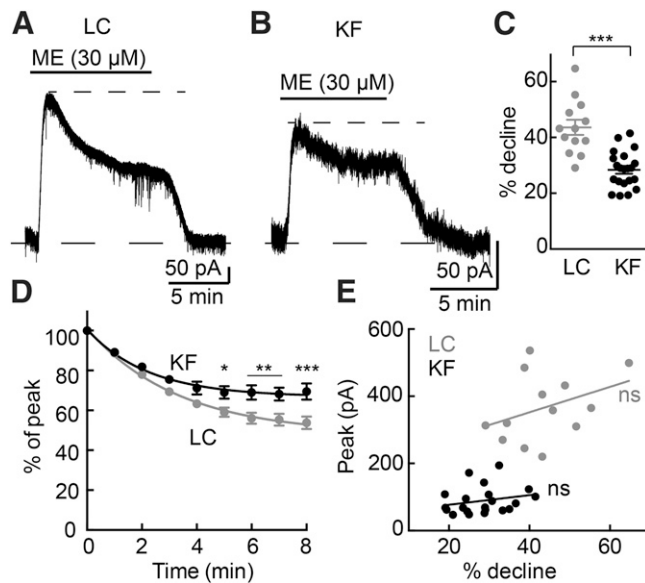 A
LC
ME (30 µM)
50 pA
5 min
B
KF
ME (30 µM)
50 pA
5 min
C
***
% decline
60
40
20
0
LC
KF
D
% of peak
100
80
60
40
20
0
KF
LC
*
**
***
0
2
4
6
8
Time (min)
E
LC
KF
Peak (pA)
600
400
200
0
ns
ns
20
30
40
50
60
% decline